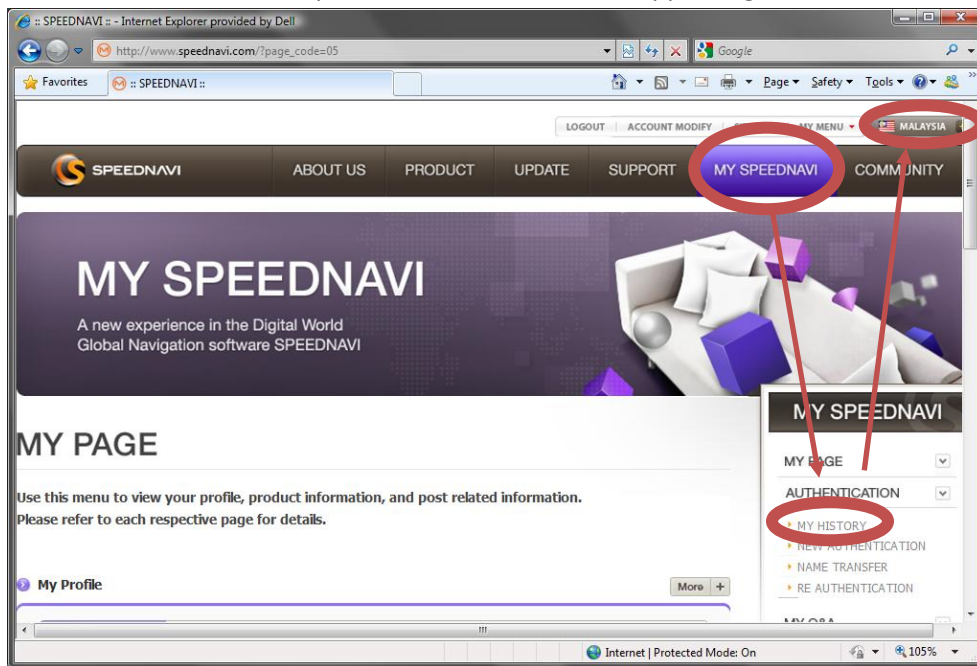 :: SPEEDNAVI :: - Internet Explorer provided by Dell
http://www.speednavi.com/?page_code=05
Google
Favorites
:: SPEEDNAVI ::
Page Safety Tools
LOGOUT ACCOUNT MODIFY MY MENU MALAYSIA
SPEEDNAVI ABOUT US PRODUCT UPDATE SUPPORT MY SPEEDNAVI COMMUNITY
MY SPEEDNAVI
A new experience in the Digital World
Global Navigation software SPEEDNAVI
MY SPEEDNAVI
MY PAGE
MY PAGE
Use this menu to view your profile, product information, and post related information.
Please refer to each respective page for details.
AUTHENTICATION
MY HISTORY
NEW AUTHENTICATION
NAME TRANSFER
RE AUTHENTICATION
My Profile
More +
MY Q&A
Internet | Protected Mode: On
105%